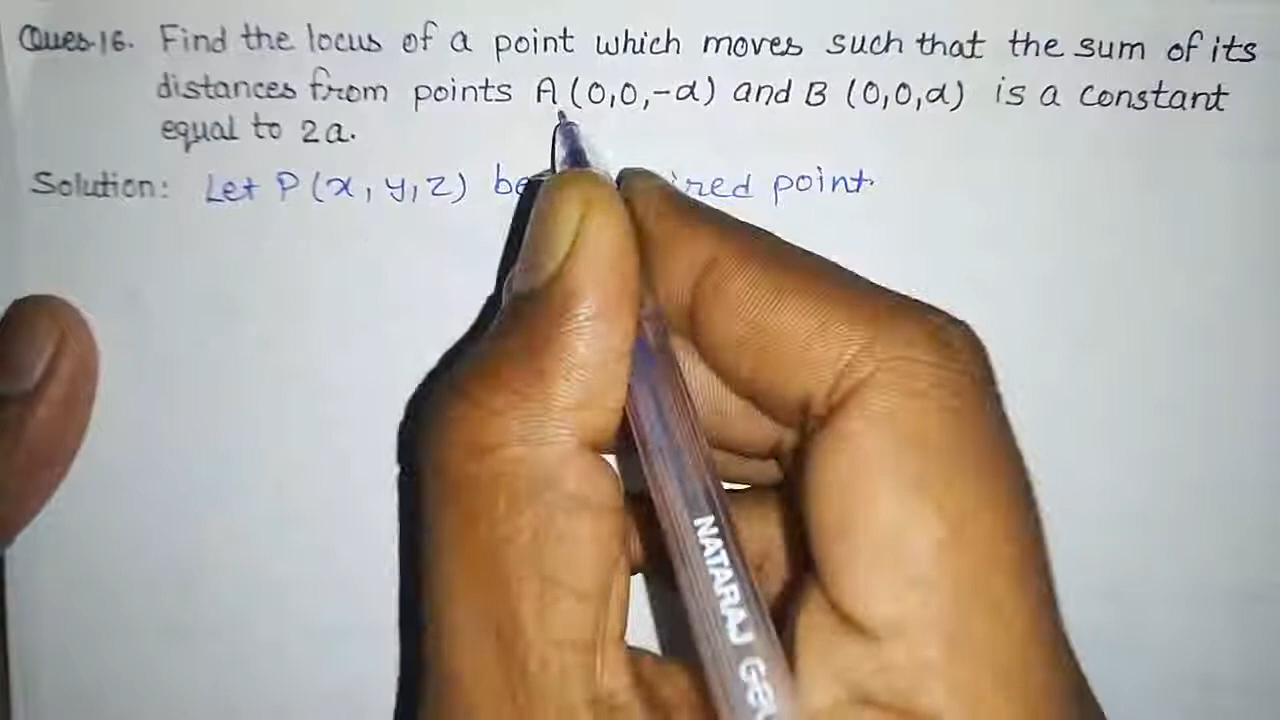 Ques.16. Find the locus of a point which moves such that the sum of its
distances from points A (0,0,-α) and B (0,0,α) is a constant
equal to 2a.
Solution: Let P(x, y, z) be point.
NATARAJ